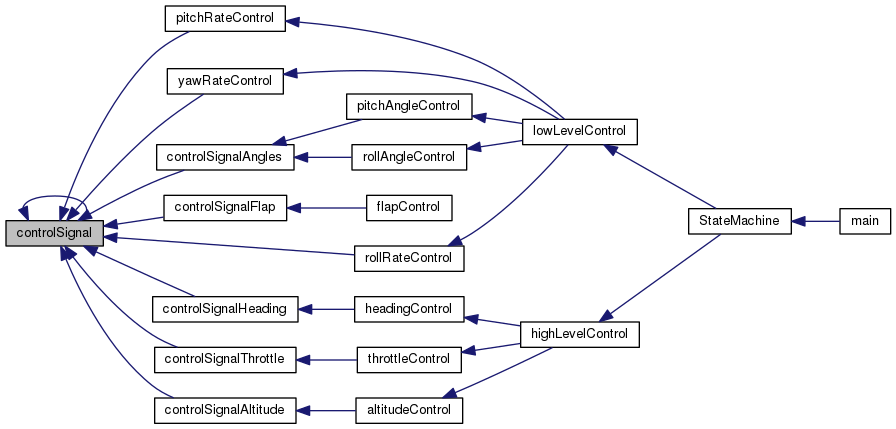 pitchRateControl
yawRateControl
pitchAngleControl
lowLevelControl
controlSignalAngles
rollAngleControl
controlSignalFlap
flapControl
StateMachine
main
controlSignal
rollRateControl
controlSignalHeading
headingControl
highLevelControl
controlSignalThrottle
throttleControl
controlSignalAltitude
altitudeControl